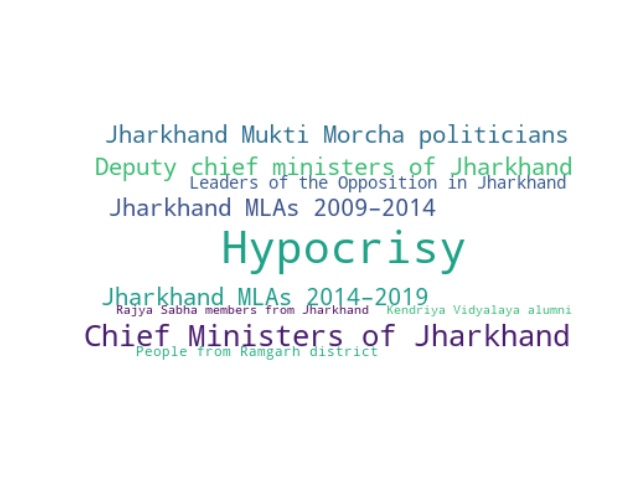 Jharkhand Mukti Morcha politicians
Deputy chief ministers of Jharkhand
Leaders of the Opposition in Jharkhand
Jharkhand MLAs 2009–2014
Hypocrisy
Jharkhand MLAs 2014–2019
Rajya Sabha members from Jharkhand
Kendriya Vidyalaya alumni
Chief Ministers of Jharkhand
People from Ramgarh district